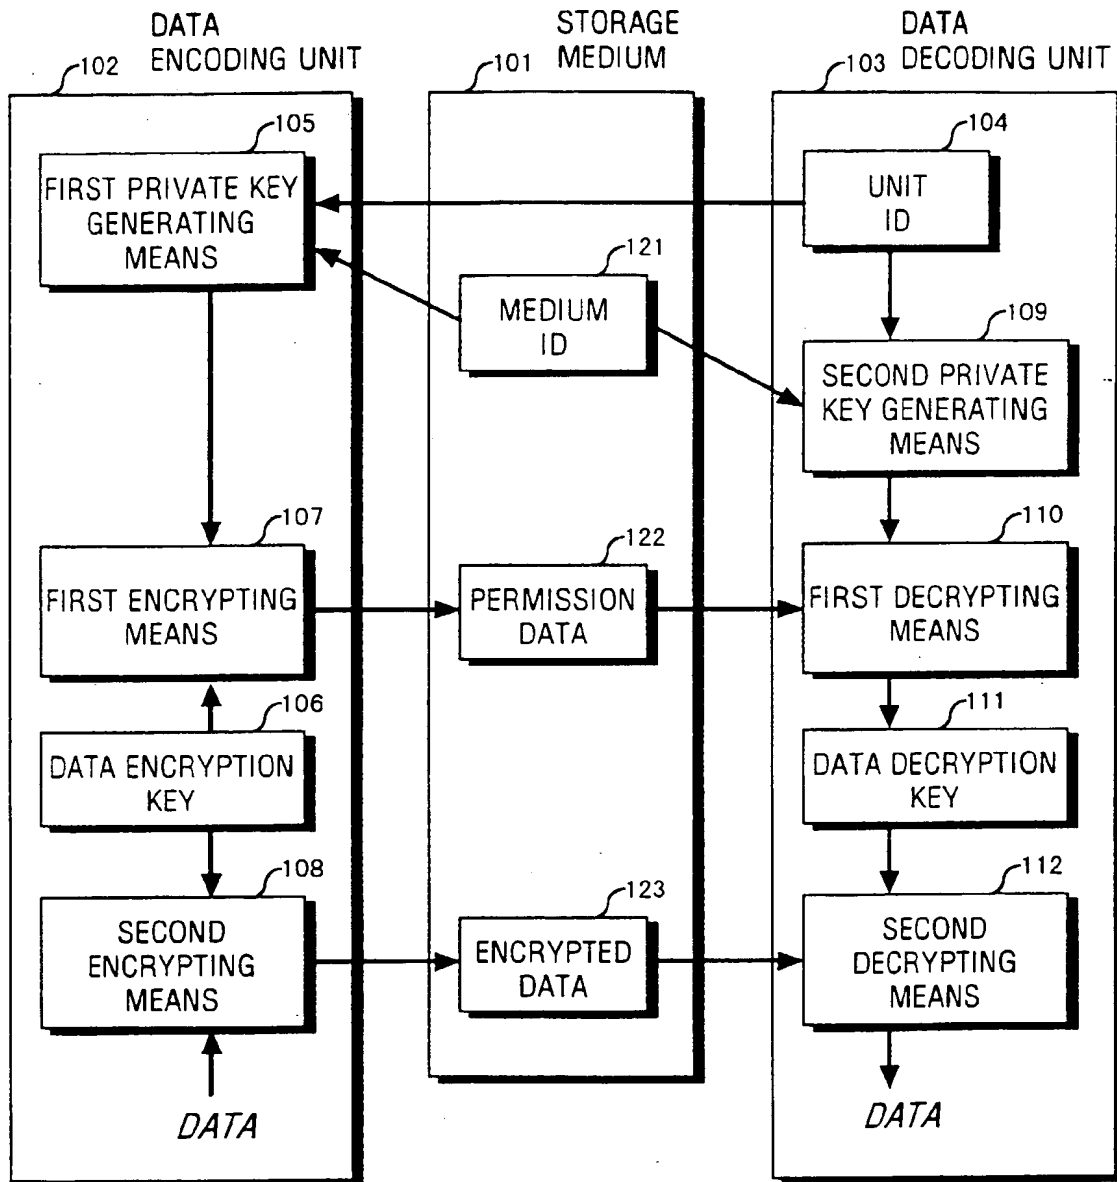 DATA
ENCODING UNIT
102
105
FIRST PRIVATE KEY
GENERATING
MEANS
107
FIRST ENCRYPTING
MEANS
106
DATA ENCRYPTION
KEY
108
SECOND
ENCRYPTING
MEANS
DATA
STORAGE
MEDIUM
101
121
MEDIUM
ID
122
PERMISSION
DATA
123
ENCRYPTED
DATA
DATA
DECODING UNIT
103
104
UNIT
ID
109
SECOND PRIVATE
KEY GENERATING
MEANS
110
FIRST DECRYPTING
MEANS
111
DATA DECRYPTION
KEY
112
SECOND
DECRYPTING
MEANS
DATA